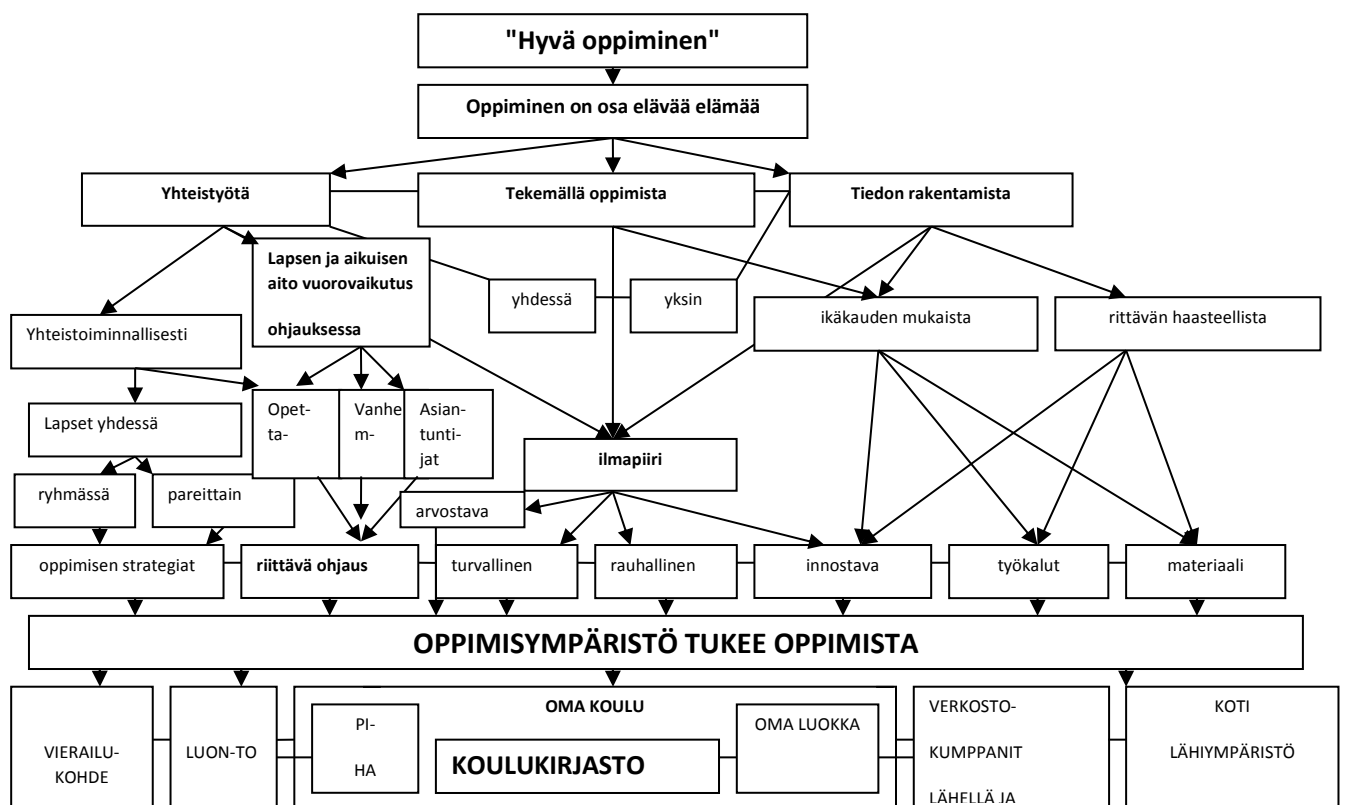 "Hyvä oppiminen"
Oppiminen on osa elävää elämää
Yhteistyötä
Tekemällä oppimista
Tiedon rakentamista
Lapsen ja aikuisen
aito vuorovaikutus
ohjauksessa
yhdessä
yksin
ikäkauden mukaista
rittävän haasteellista
Yhteistoiminnallisesti
Lapset yhdessä
Opet-
ta-
Vanhe
m-
Asian-
tunti-
jat
ilmapiiri
ryhmässä
pareittain
arvostava
oppimisen strategiat
riittävä ohjaus
turvallinen
rauhallinen
innostava
työkalut
materiaali
OPPIMISYMPÄRISTÖ TUKEE OPPIMISTA
VIERAILU-
KOHDE
LUON-TO
OMA KOULU
PI-
HA
KOULUKIRJASTO
OMA LUOKKA
VERKOSTO-
KUMPPANIT
LÄHELLÄ JA
KOTI
LÄHIYMPÄRISTÖ